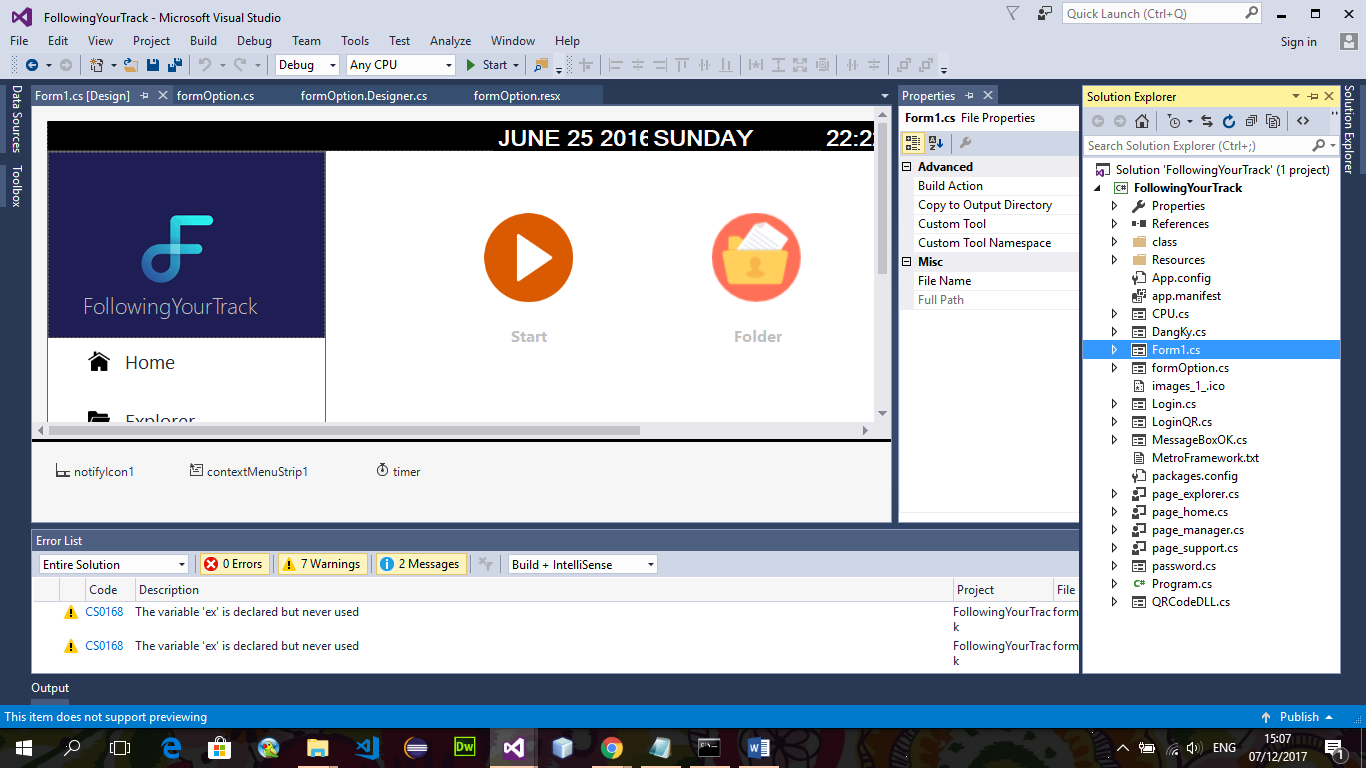 FollowingYourTrack - Microsoft Visual Studio
Quick Launch (Ctrl+Q)
File Edit View Project Build Debug Team Tools Test Analyze Window Help
Sign in
Debug Any CPU Start
Data Sources
Toolbox
Form1.cs [Design] formOption.cs formOption.Designer.cs formOption.resx
JUNE 25 2016 SUNDAY 22:22
FollowingYourTrack
Start
Folder
Home
Explorer
notifyIcon1 contextMenuStrip1 timer
Properties
Form1.cs File Properties
Advanced
Build Action
Copy to Output Directory
Custom Tool
Custom Tool Namespace
Misc
File Name
Full Path
Solution Explorer
Search Solution Explorer (Ctrl+;)
Solution 'FollowingYourTrack' (1 project)
C# FollowingYourTrack
Properties
References
class
Resources
App.config
app.manifest
CPU.cs
DangKy.cs
Form1.cs
formOption.cs
images_1_.ico
Login.cs
LoginQR.cs
MessageBoxOK.cs
MetroFramework.txt
packages.config
page_explorer.cs
page_home.cs
page_manager.cs
page_support.cs
password.cs
C# Program.cs
QRCodeDLL.cs
Solution Explorer
Error List
Entire Solution 0 Errors 7 Warnings 2 Messages Build + IntelliSense
Code Description Project File
CS0168 The variable 'ex' is declared but never used FollowingYourTrac form
k
CS0168 The variable 'ex' is declared but never used FollowingYourTrac form
k
Output
This item does not support previewing
Publish
Dw
ENG
15:07
07/12/2017
1